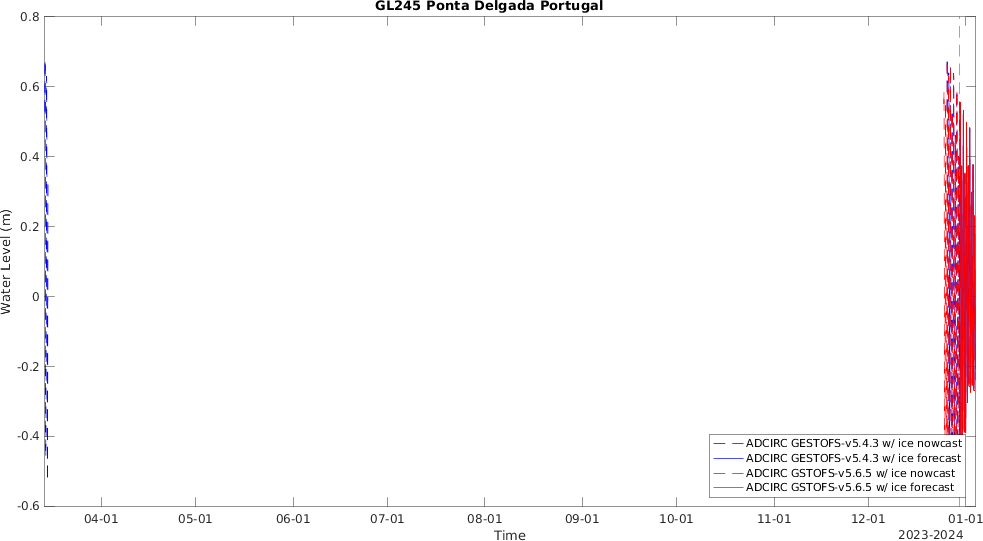 GL245 Ponta Delgada Portugal
0.8
0.6
0.4
0.2
0
-0.2
-0.4
-0.6
Water Level (m)
ADCIRC GESTOFS-v5.4.3 w/ ice nowcast
ADCIRC GESTOFS-v5.4.3 w/ ice forecast
ADCIRC GSTOFS-v5.6.5 w/ ice nowcast
ADCIRC GSTOFS-v5.6.5 w/ ice forecast
04-01 05-01 06-01 07-01 08-01 09-01 10-01 11-01 12-01 01-01
Time
2023-2024